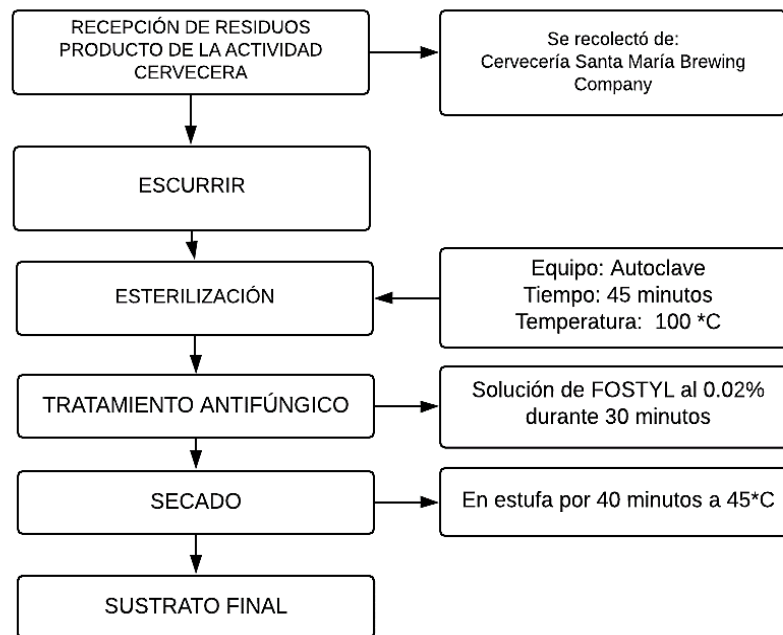 RECEPCIÓN DE RESIDUOS
PRODUCTO DE LA ACTIVIDAD
CERVECERA
Se recolectó de:
Cervecería Santa María Brewing
Company
ESCURRIR
ESTERILIZACIÓN
Equipo: Autoclave
Tiempo: 45 minutos
Temperatura: 100 *C
TRATAMIENTO ANTIFÚNGICO
Solución de FOSTYL al 0.02%
durante 30 minutos
SECADO
En estufa por 40 minutos a 45*C
SUSTRATO FINAL